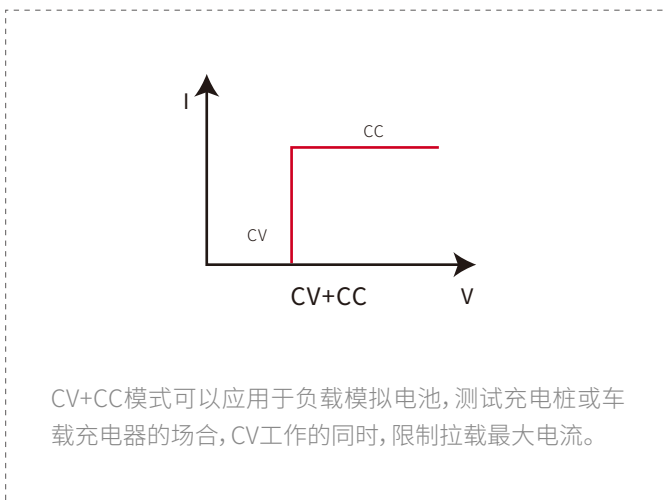 I
CC
CV
CV+CC
V
CV+CC模式可以应用于负载模拟电池，测试充电桩或车
载充电器的场合，CV工作的同时，限制拉载最大电流。